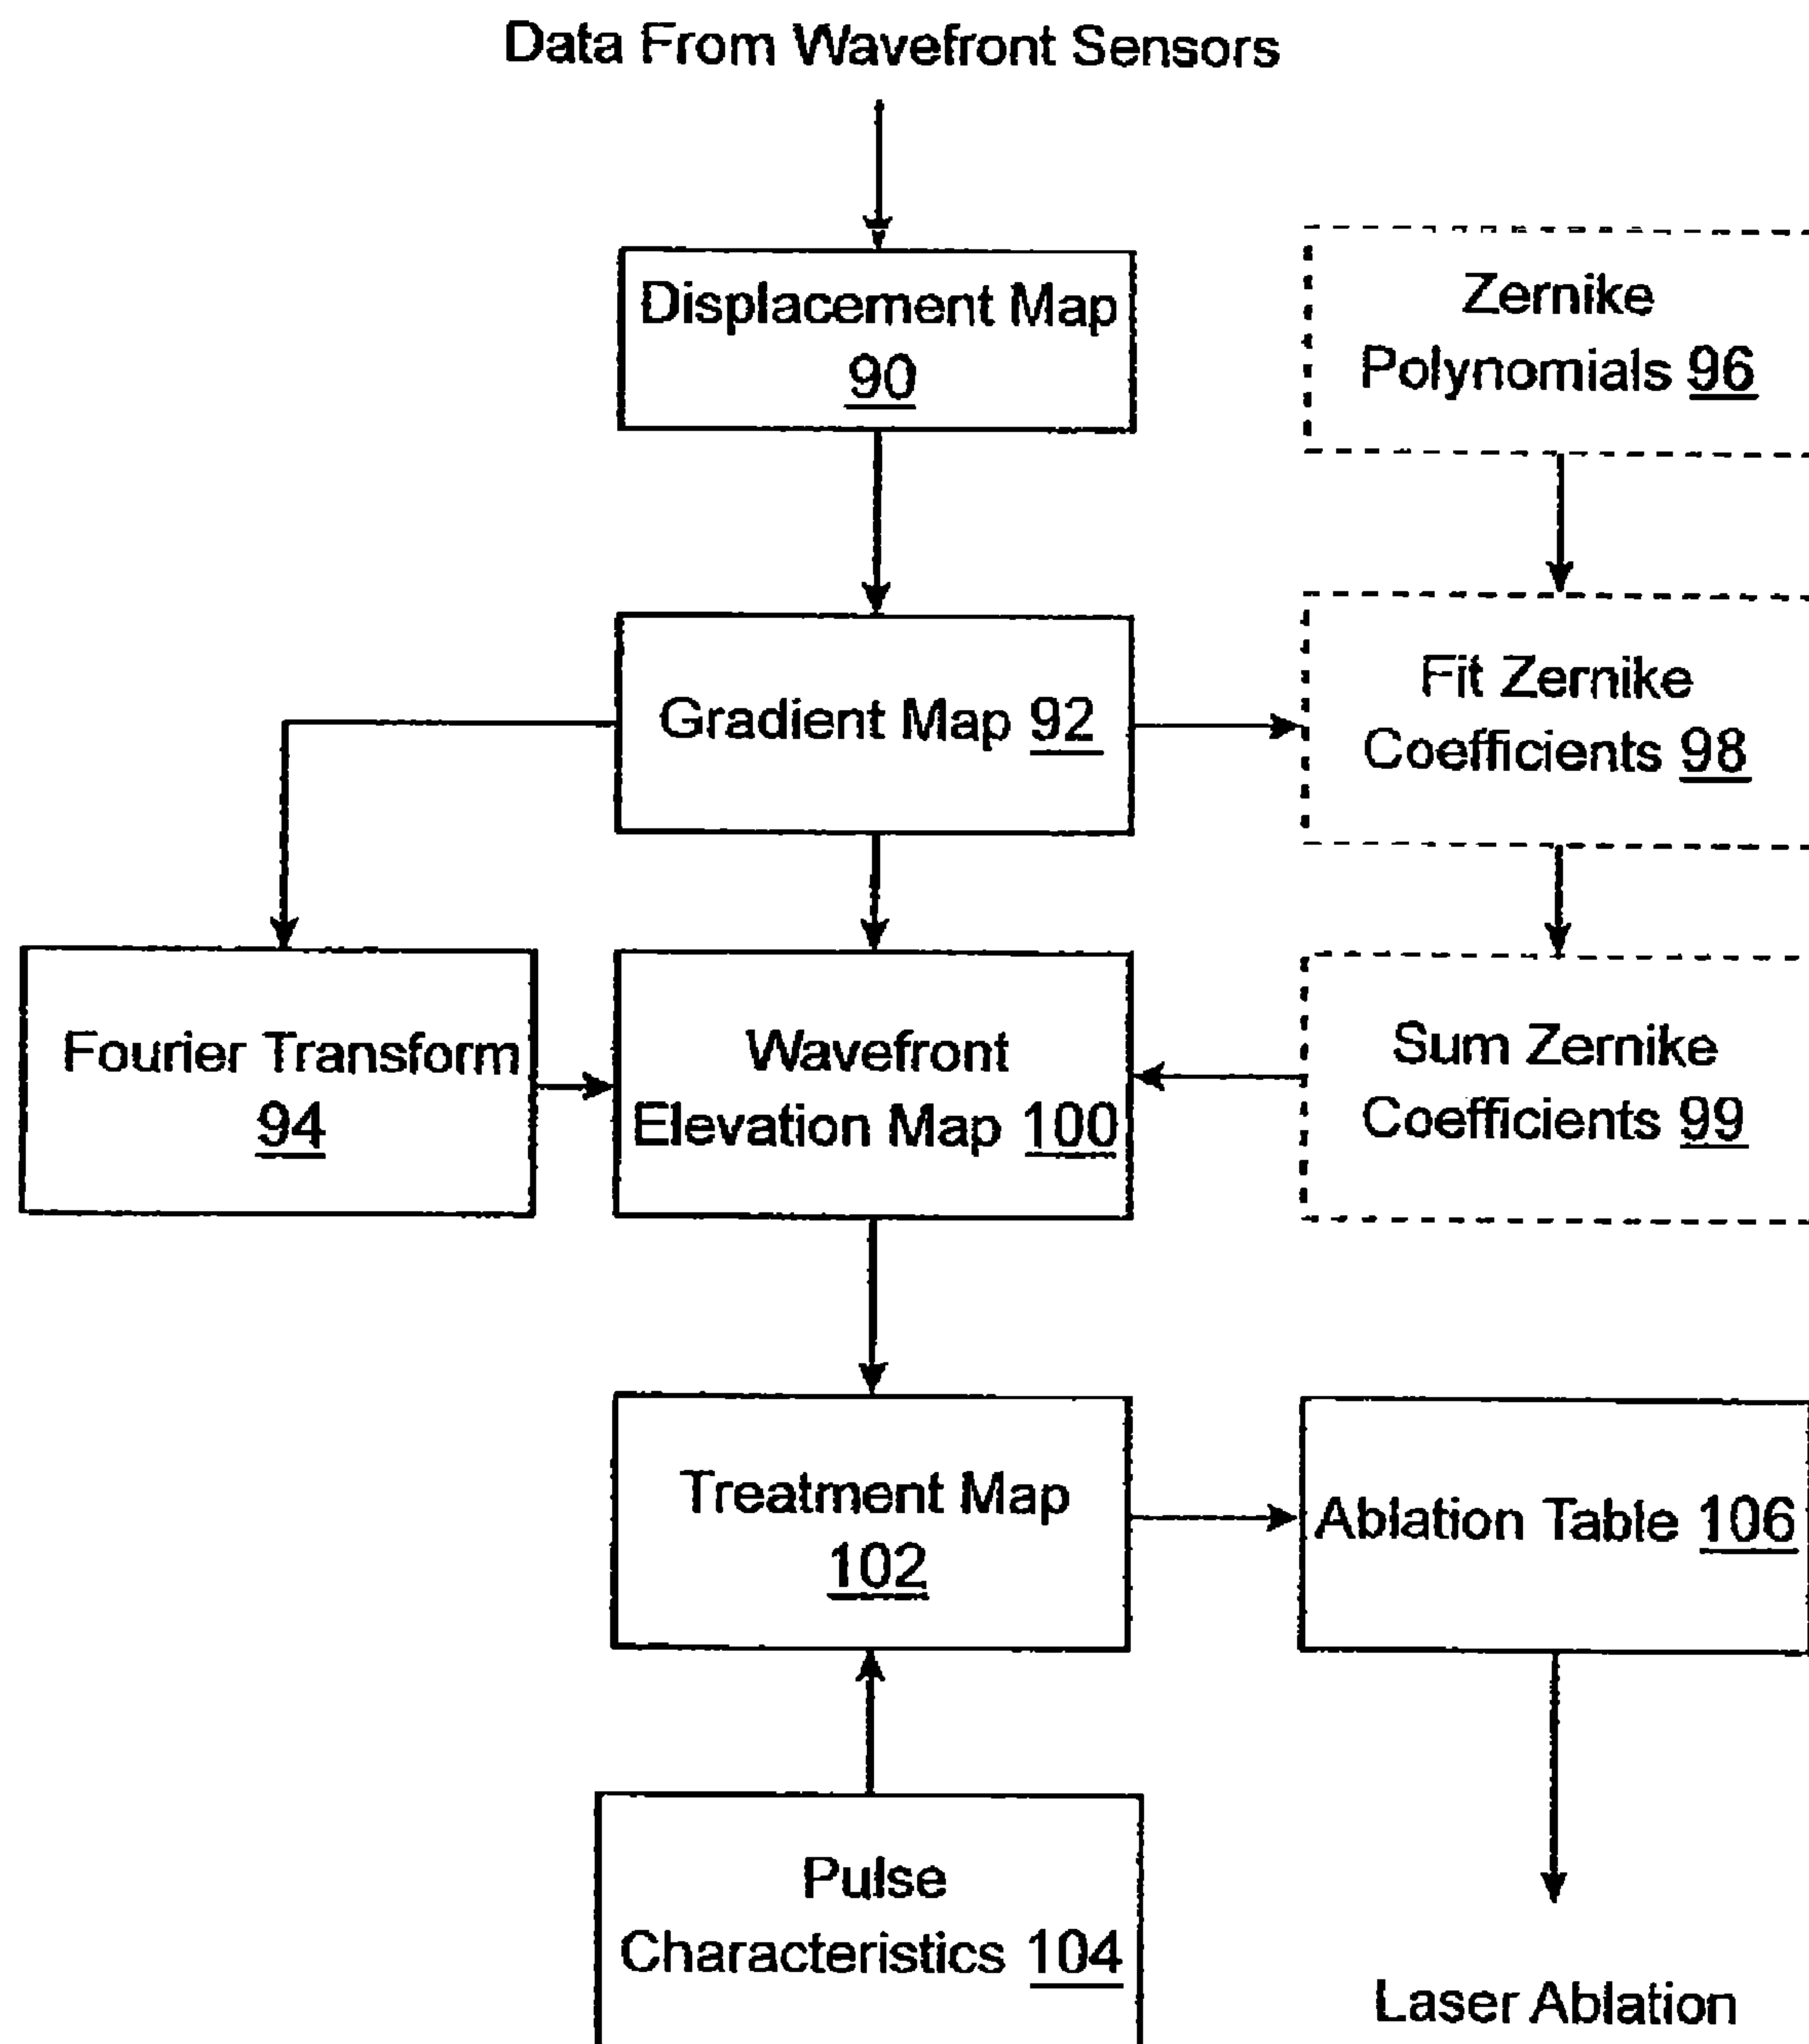 Data From Wavefront Sensors
Displacement Map
90
Zernike
Polynomials 96
Gradient Map 92
Fit Zernike
Coefficients 98
Fourier Transform
94
Wavefront
Elevation Map 100
Sum Zernike
Coefficients 99
Treatment Map
102
Ablation Table 106
Pulse
Characteristics 104
Laser Ablation